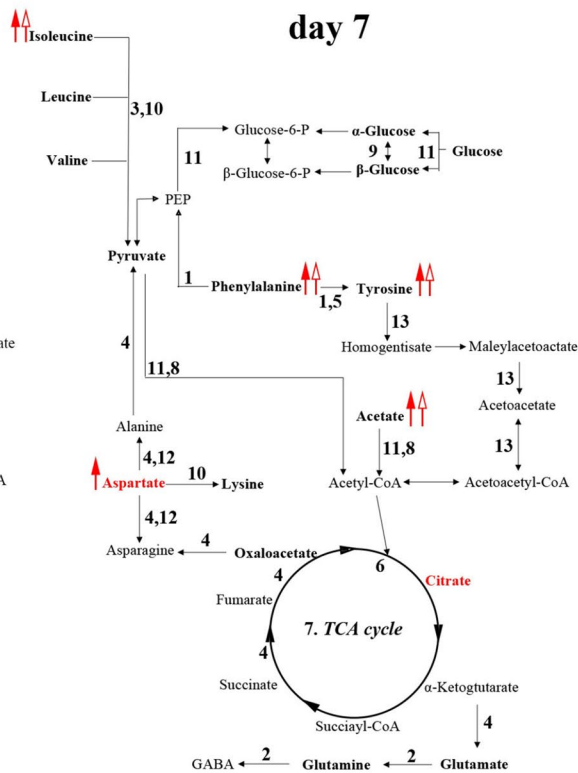 day 7
Isoleucine
Leucine
3,10
Valine
Glucose-6-P
α-Glucose
11
9
11
Glucose
β-Glucose-6-P
β-Glucose
PEP
Pyruvate
1
Phenylalanine
1,5
Tyrosine
13
4
ate
Homogentisate
Maleylacetoactate
11,8
13
Acetoacetate
Acetate
Alanine
11,8
13
4,12
A
Aspartate
10
Lysine
Acetyl-CoA
Acetoacetyl-CoA
4,12
4
Asparagine
Oxaloacetate
6
4
Citrate
Fumarate
7. TCA cycle
4
Succinate
α-Ketogtutarate
Succiayl-CoA
4
2
2
GABA
Glutamine
Glutamate